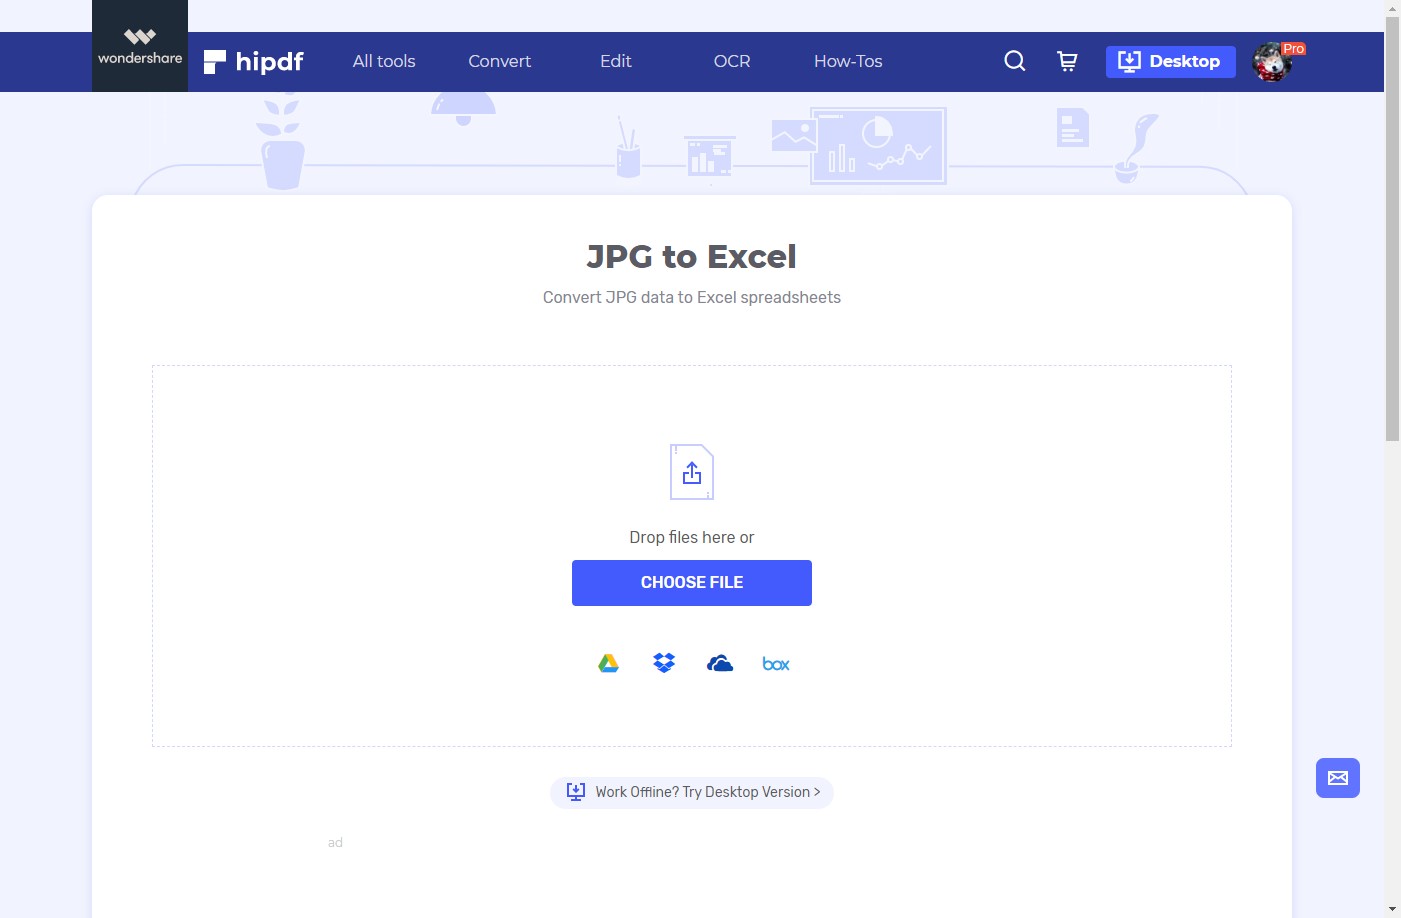 wondershare
hipdf
All tools
Convert
Edit
OCR
How-Tos
Desktop
Pro
JPG to Excel
Convert JPG data to Excel spreadsheets
Drop files here or
CHOOSE FILE
box
Work Offline? Try Desktop Version >
ad